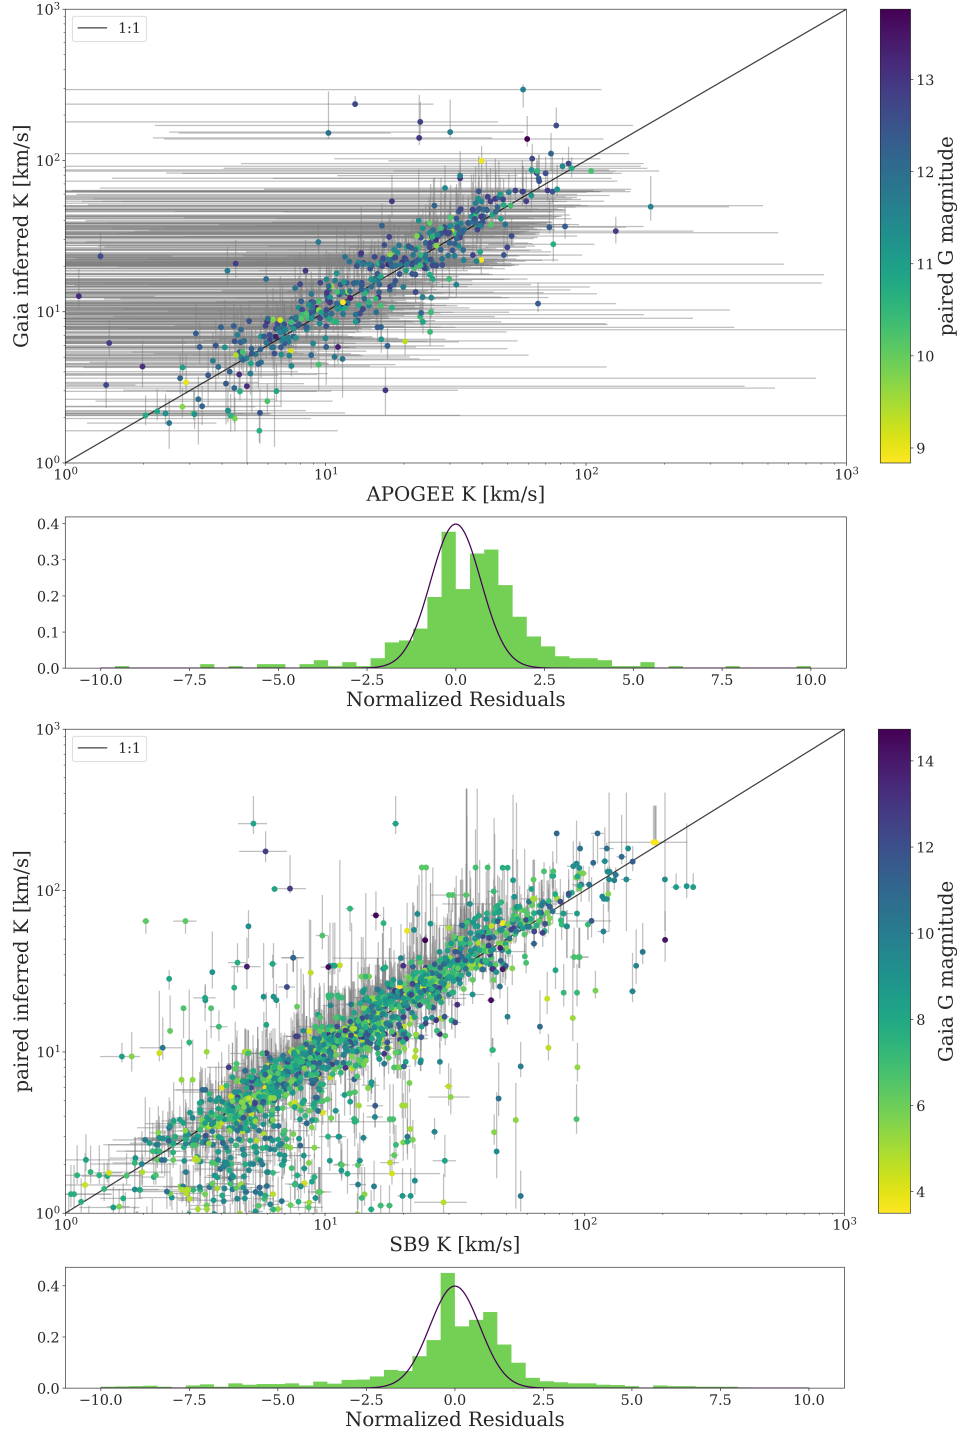 10³
1:1
10²
10¹
10⁰
Gaia inferred K [km/s]
10⁰ 10¹ 10² 10³
APOGEE K [km/s]
13
12
11
10
9
paired G magnitude
0.4
0.3
0.2
0.1
0.0
−10.0 −7.5 −5.0 −2.5 0.0 2.5 5.0 7.5 10.0
Normalized Residuals
10³
1:1
10²
10¹
10⁰
paired inferred K [km/s]
10⁰ 10¹ 10² 10³
SB9 K [km/s]
14
12
10
8
6
4
Gaia G magnitude
0.4
0.2
0.0
−10.0 −7.5 −5.0 −2.5 0.0 2.5 5.0 7.5 10.0
Normalized Residuals